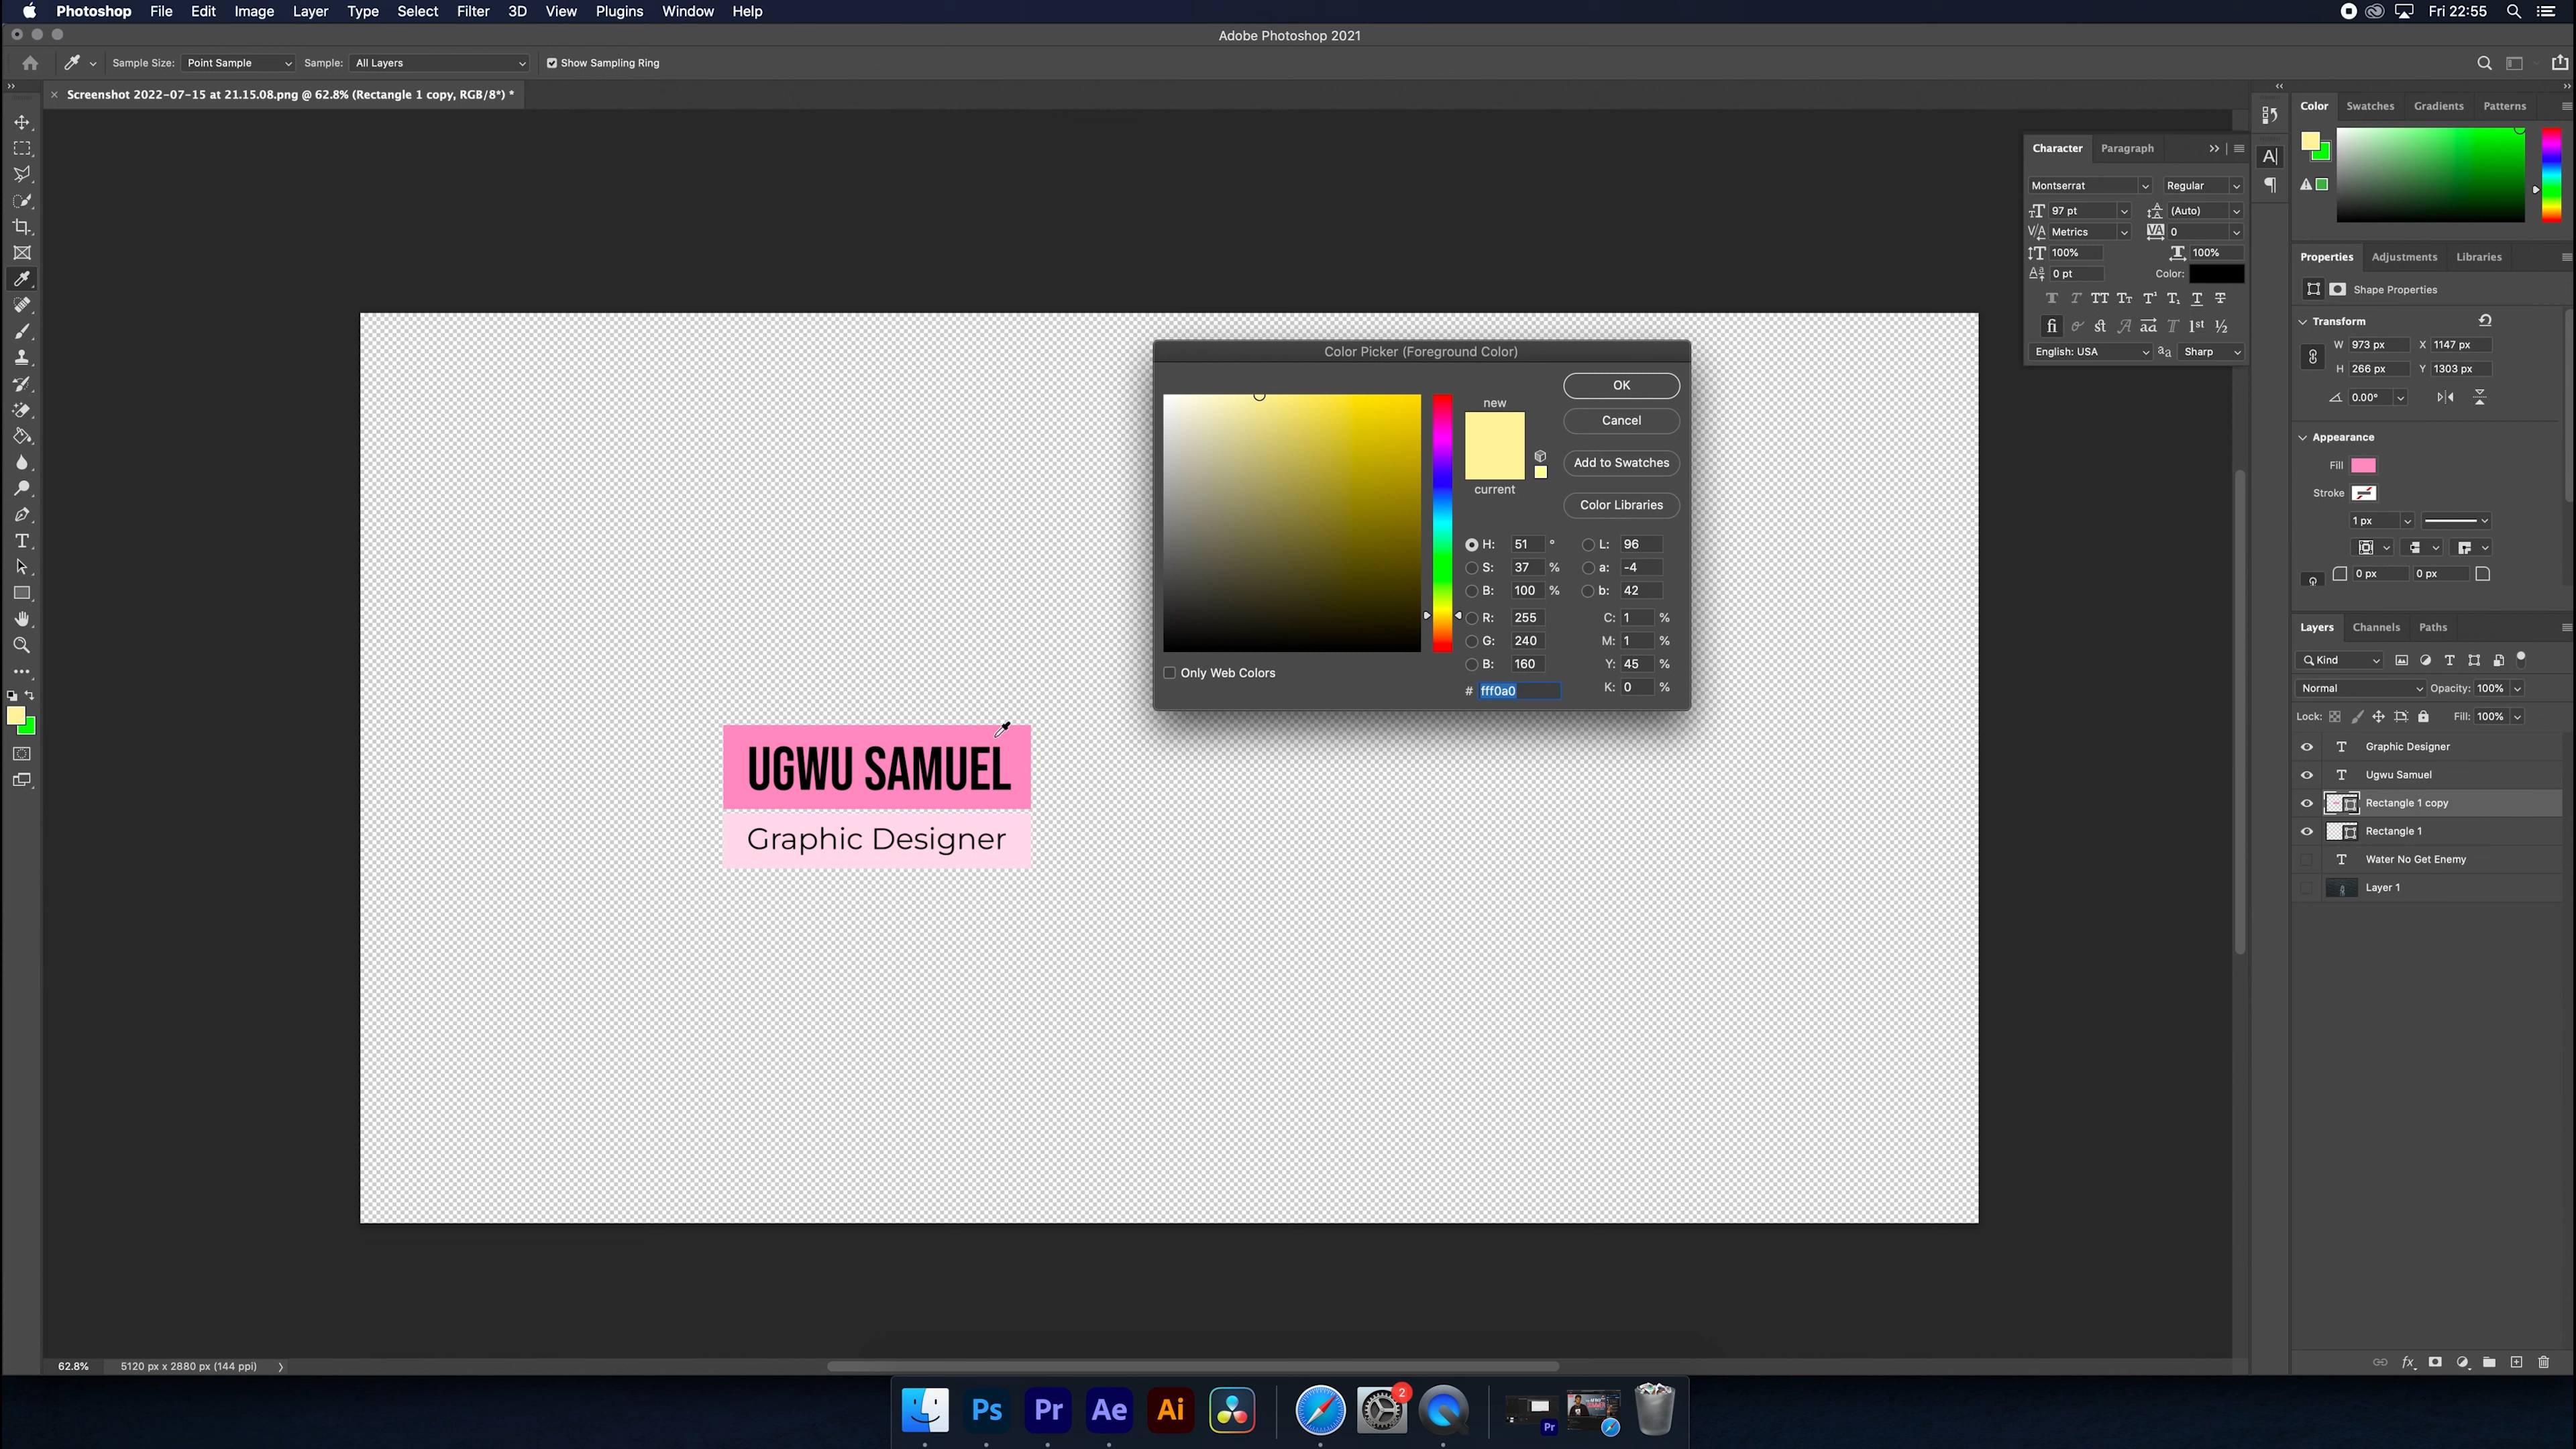 Photoshop File Edit Image Layer Type Select Filter 3D View Plugins Window Help Fri 22:55
Adobe Photoshop 2021
Sample Size: Point Sample Sample: All Layers Show Sampling Ring
Screenshot 2022-07-15 at 21.15.08.png @ 62.8% (Rectangle 1 copy, RGB/8*) *
Color Swatches Gradients Patterns
Character Paragraph
Montserrat Regular
97 pt (Auto)
Metrics 0
100% 100%
0 pt Color:
English: USA Sharp
Properties Adjustments Libraries
Shape Properties
Transform
W 973 px X 1147 px
H 266 px Y 1303 px
0.00°
Appearance
Fill
Stroke
1 px
0 px 0 px
Color Picker (Foreground Color)
new
current
OK
Cancel
Add to Swatches
Color Libraries
H: 51 ° L: 96
S: 37 % a: -4
B: 100 % b: 42
R: 255 C: 1 %
G: 240 M: 1 %
B: 160 Y: 45 %
# fff0a0 K: 0 %
Only Web Colors
UGWU SAMUEL
Graphic Designer
Layers Channels Paths
Kind
Normal Opacity: 100%
Lock: Fill: 100%
Graphic Designer
Ugwu Samuel
Rectangle 1 copy
Rectangle 1
Water No Get Enemy
Layer 1
62.8% 5120 px x 2880 px (144 ppi)
Ps Pr Ae Ai 2 Pr